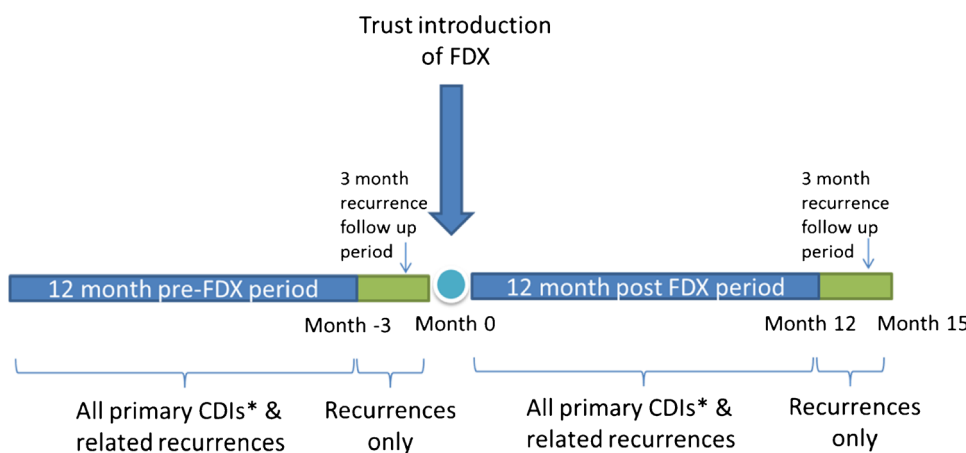 Trust introduction
of FDX
3 month
recurrence
follow up
period
3 month
recurrence
follow up
period
12 month pre-FDX period
12 month post FDX period
Month -3
Month 0
Month 12
Month 15
All primary CDIs* &
related recurrences
Recurrences
only
All primary CDIs* &
related recurrences
Recurrences
only